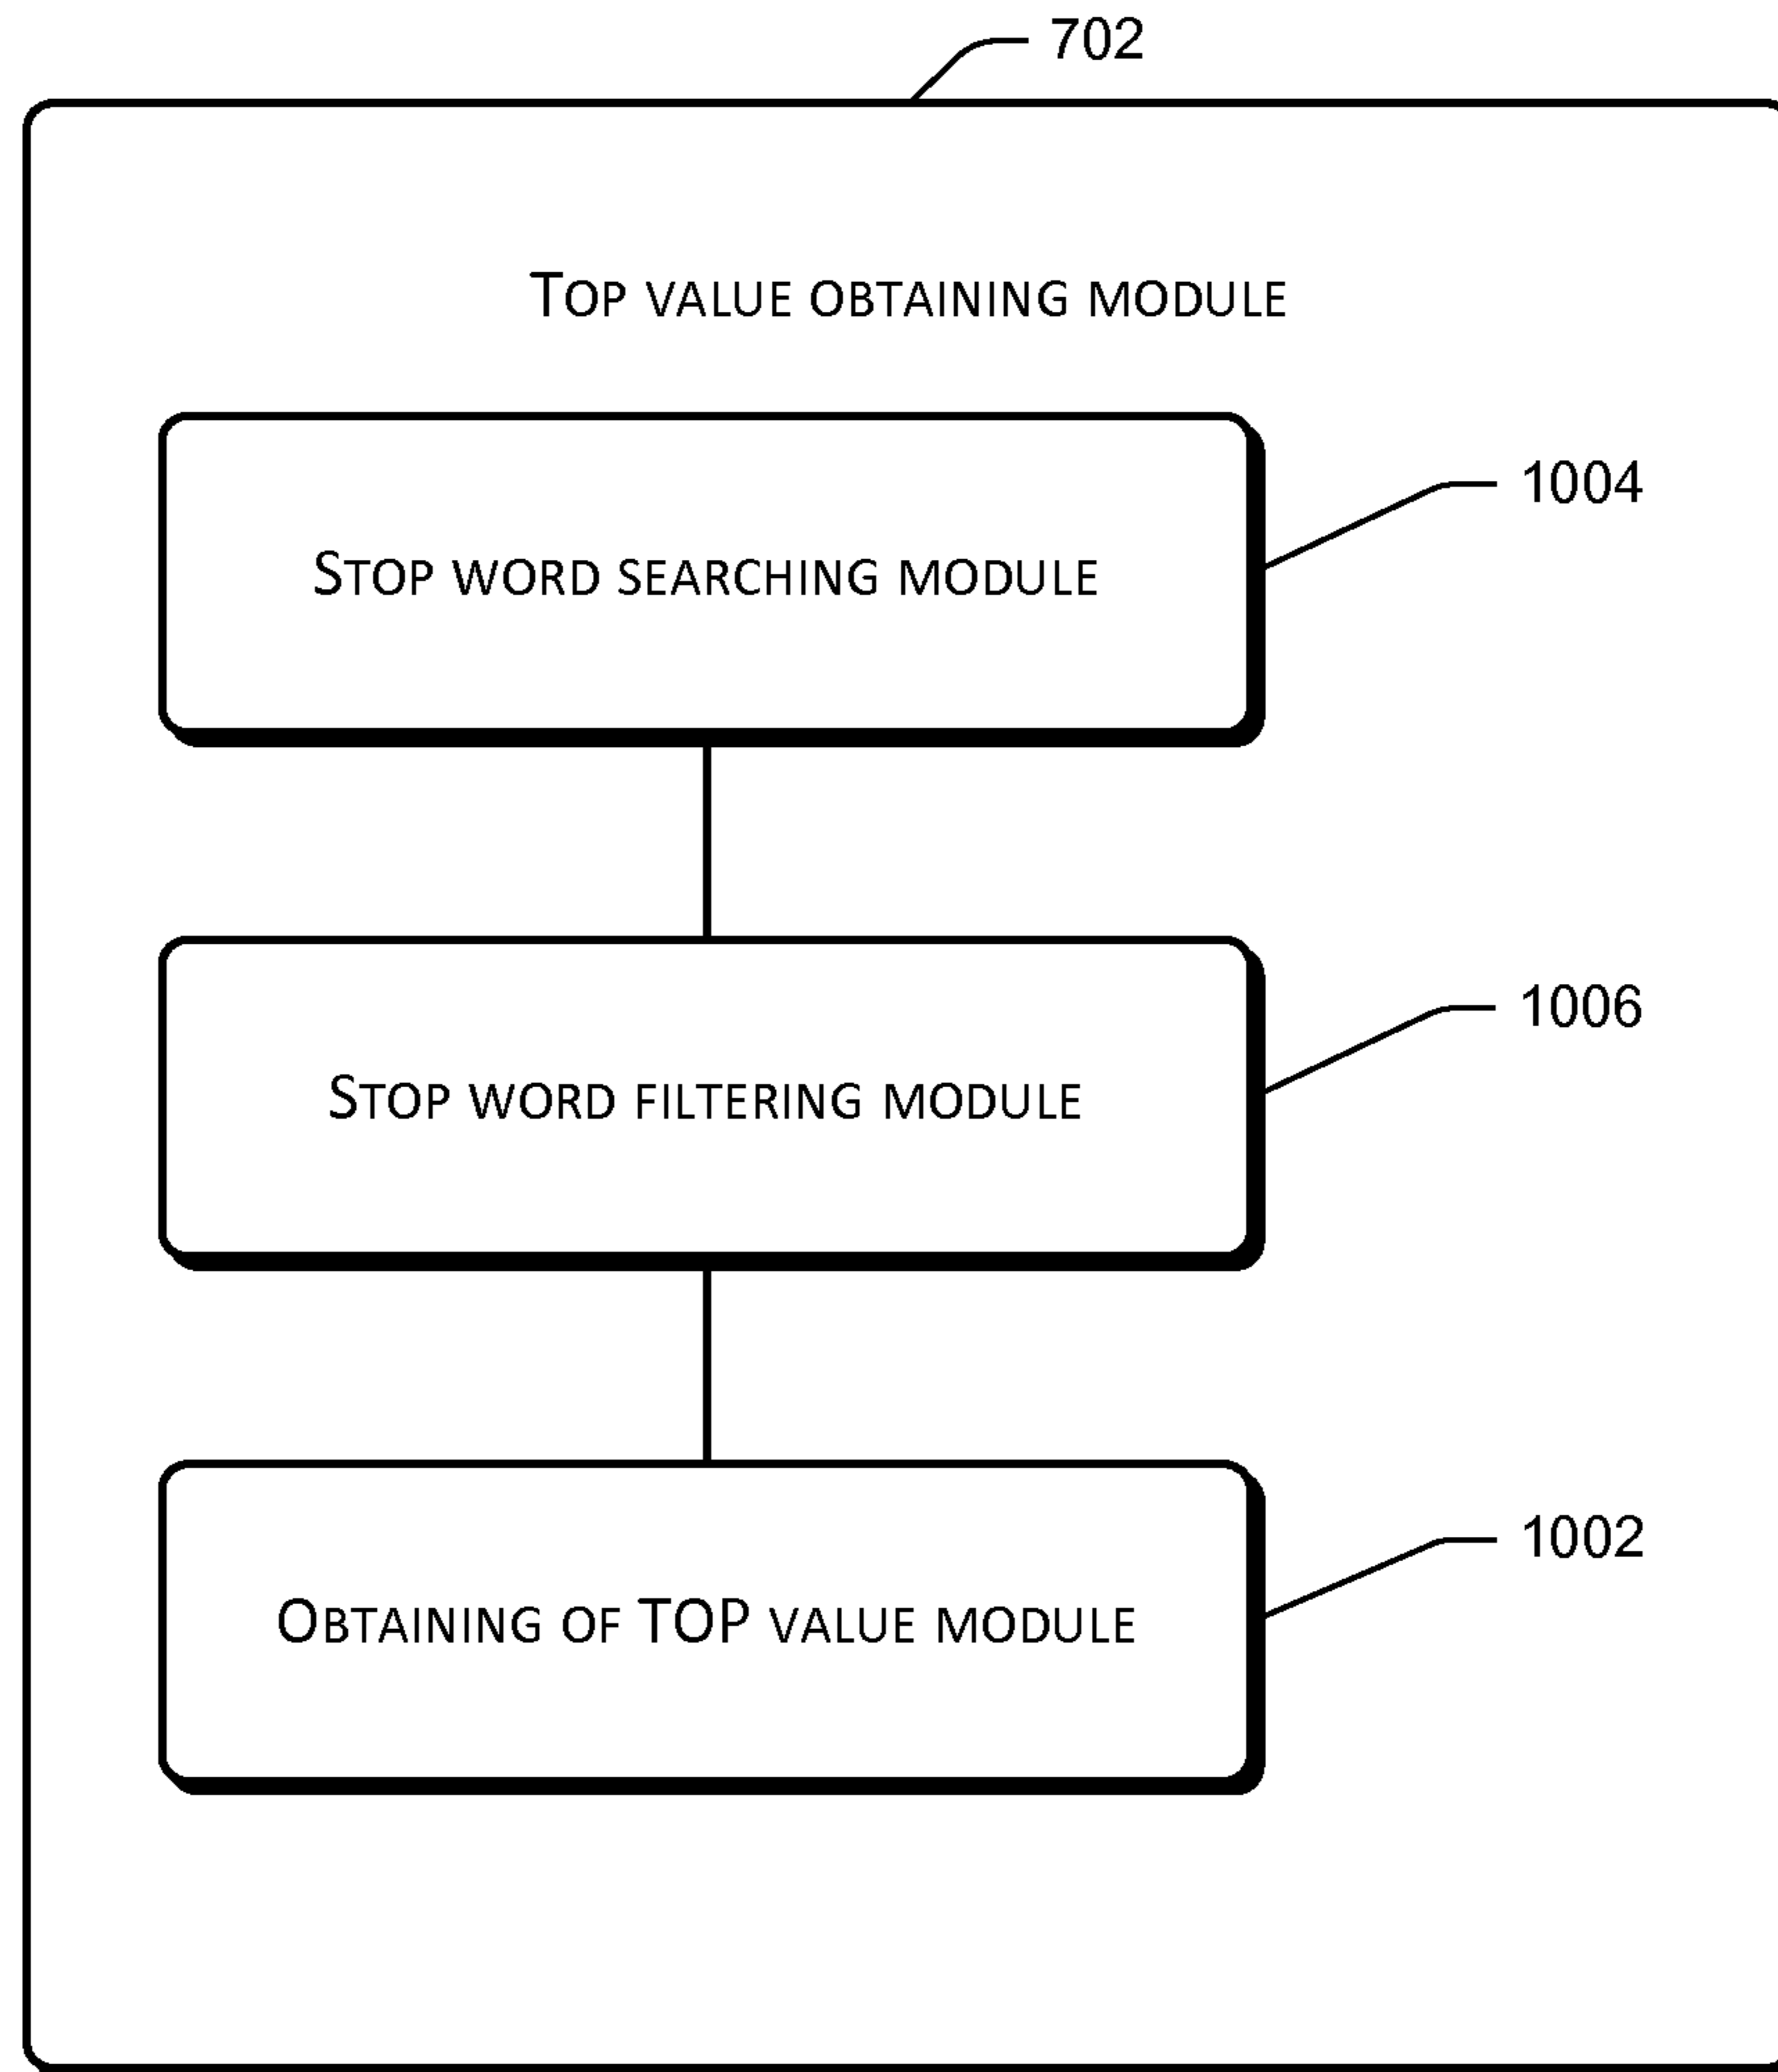 702
Top value obtaining module
Stop word searching module
1004
Stop word filtering module
1006
Obtaining of TOP value module
1002